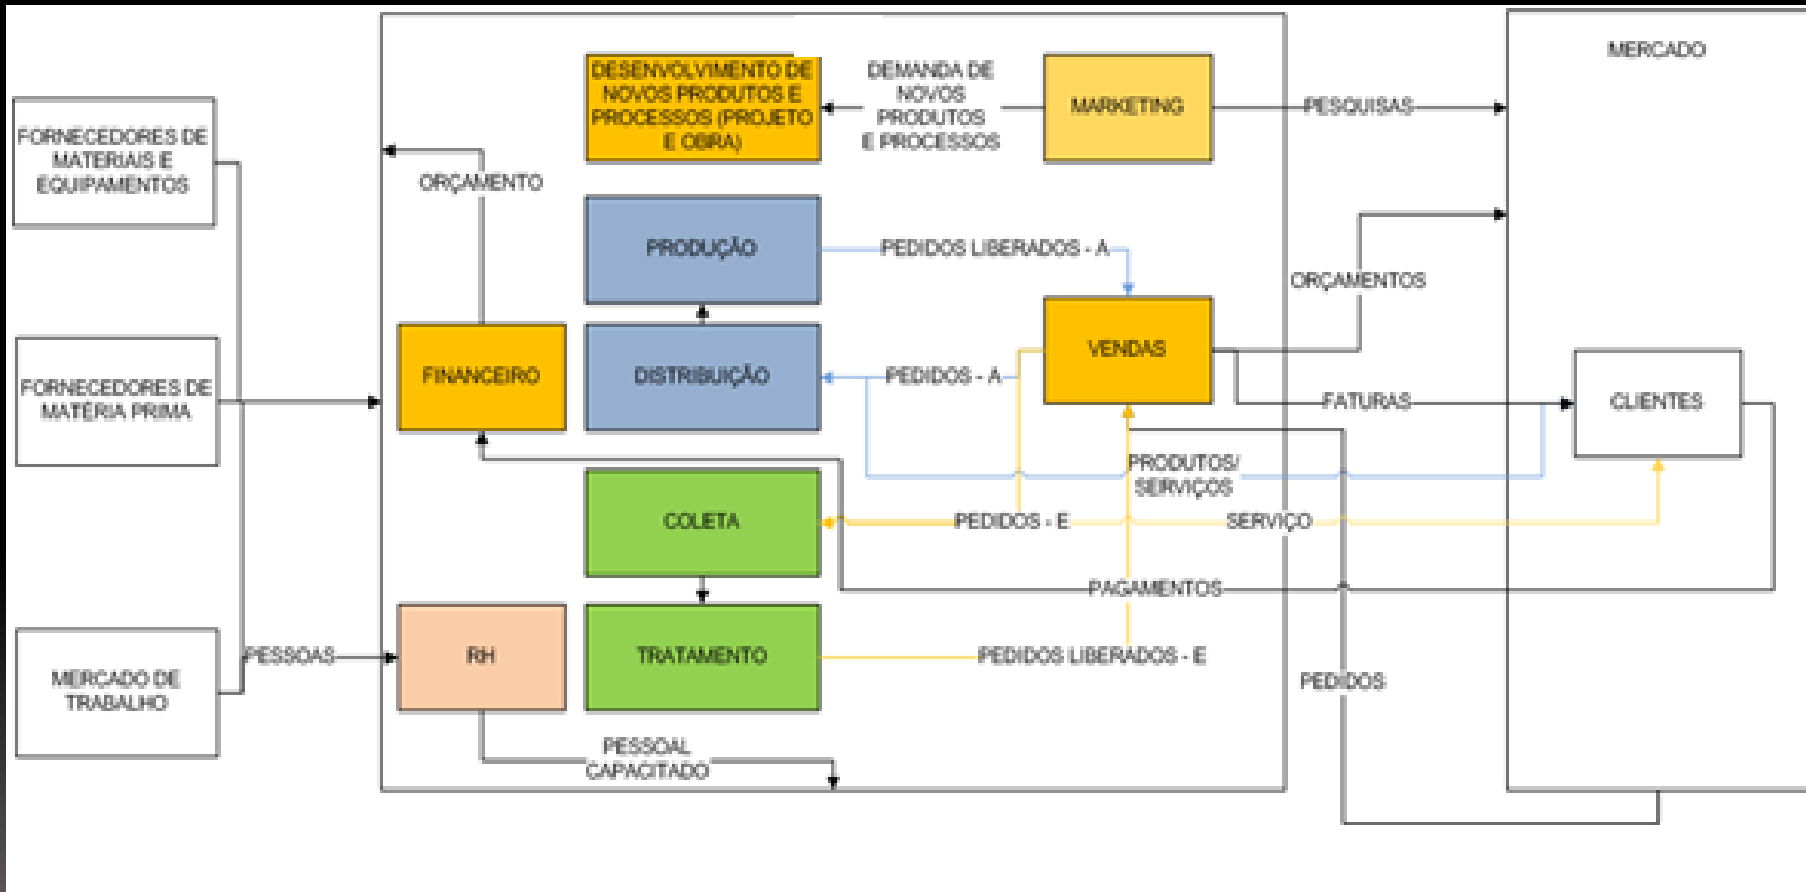 FORNECEDORES DE
MATERIAIS E
EQUIPAMENTOS
FORNECEDORES DE
MATÉRIA PRIMA
MERCADO DE
TRABALHO
PESSOAS
ORÇAMENTO
FINANCEIRO
RH
PESSOAL
CAPACITADO
DESENVOLVIMENTO DE
NOVOS PRODUTOS E
PROCESSOS (PROJETO
E OBRA)
PRODUÇÃO
DISTRIBUIÇÃO
COLETA
TRATAMENTO
DEMANDA DE
NOVOS
PRODUTOS
E PROCESSOS
MARKETING
PEDIDOS LIBERADOS - A
VENDAS
PEDIDOS - A
PRODUTOS/
SERVIÇOS
PEDIDOS - E
SERVIÇO
PAGAMENTOS
PEDIDOS LIBERADOS - E
PESQUISAS
ORÇAMENTOS
FATURAS
PEDIDOS
MERCADO
CLIENTES